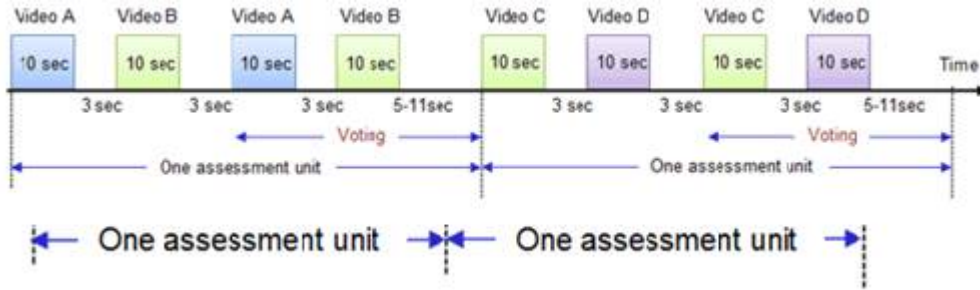 Video A Video B Video A Video B Video C Video D Video C Video D
10 sec 10 sec 10 sec 10 sec 10 sec 10 sec 10 sec 10 sec Time
3 sec 3 sec 3 sec 5-11sec 3 sec 3 sec 3 sec 5-11sec
Voting Voting
One assessment unit One assessment unit
One assessment unit One assessment unit